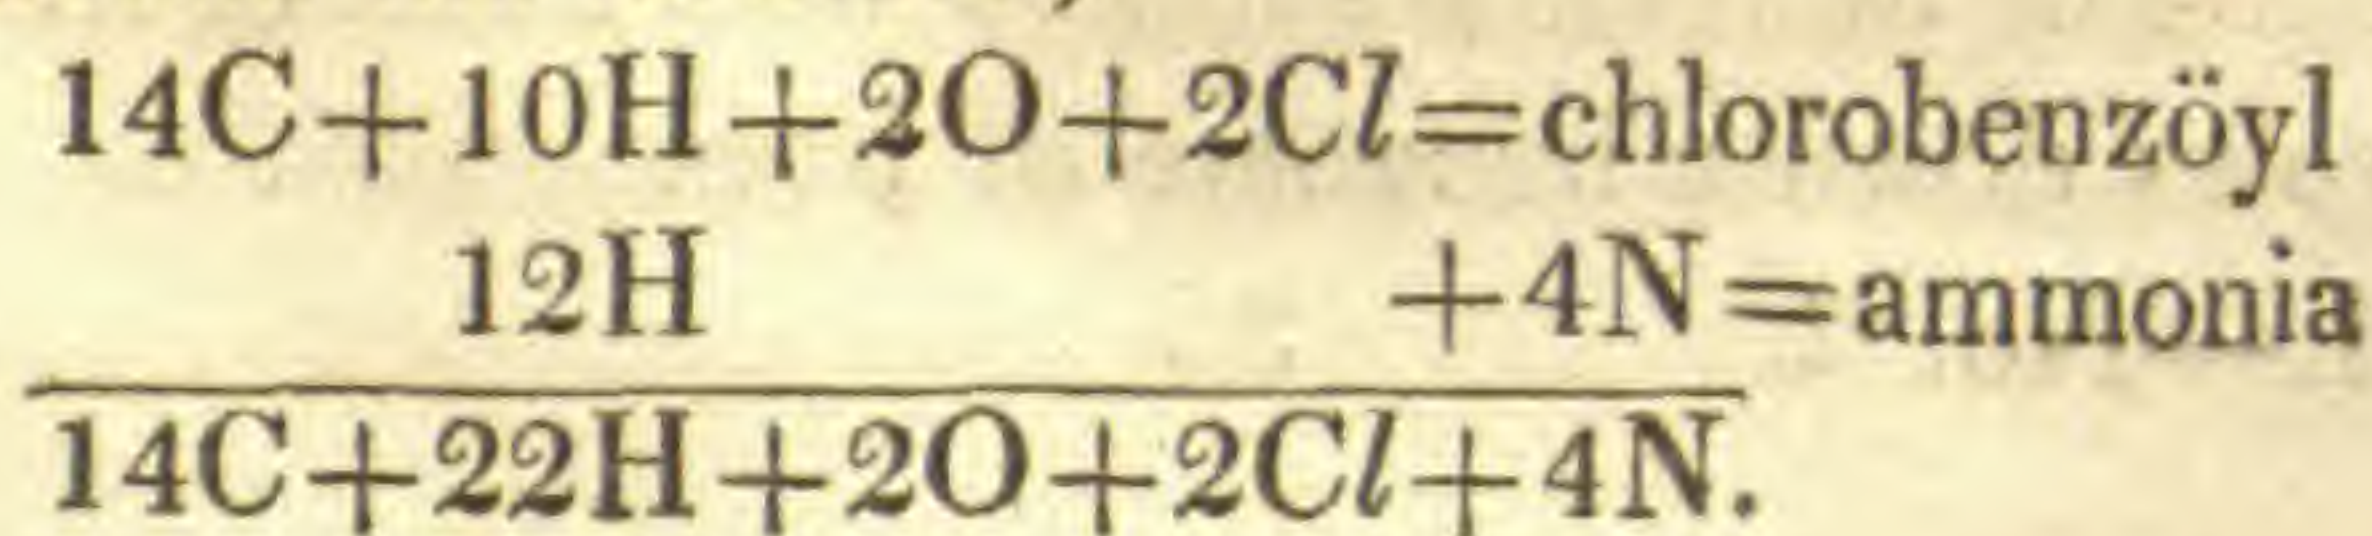 14C+10H+2O+2Cl=chlorobenzöyl
12H +4N=ammonia
14C+22H+2O+2Cl+4N.